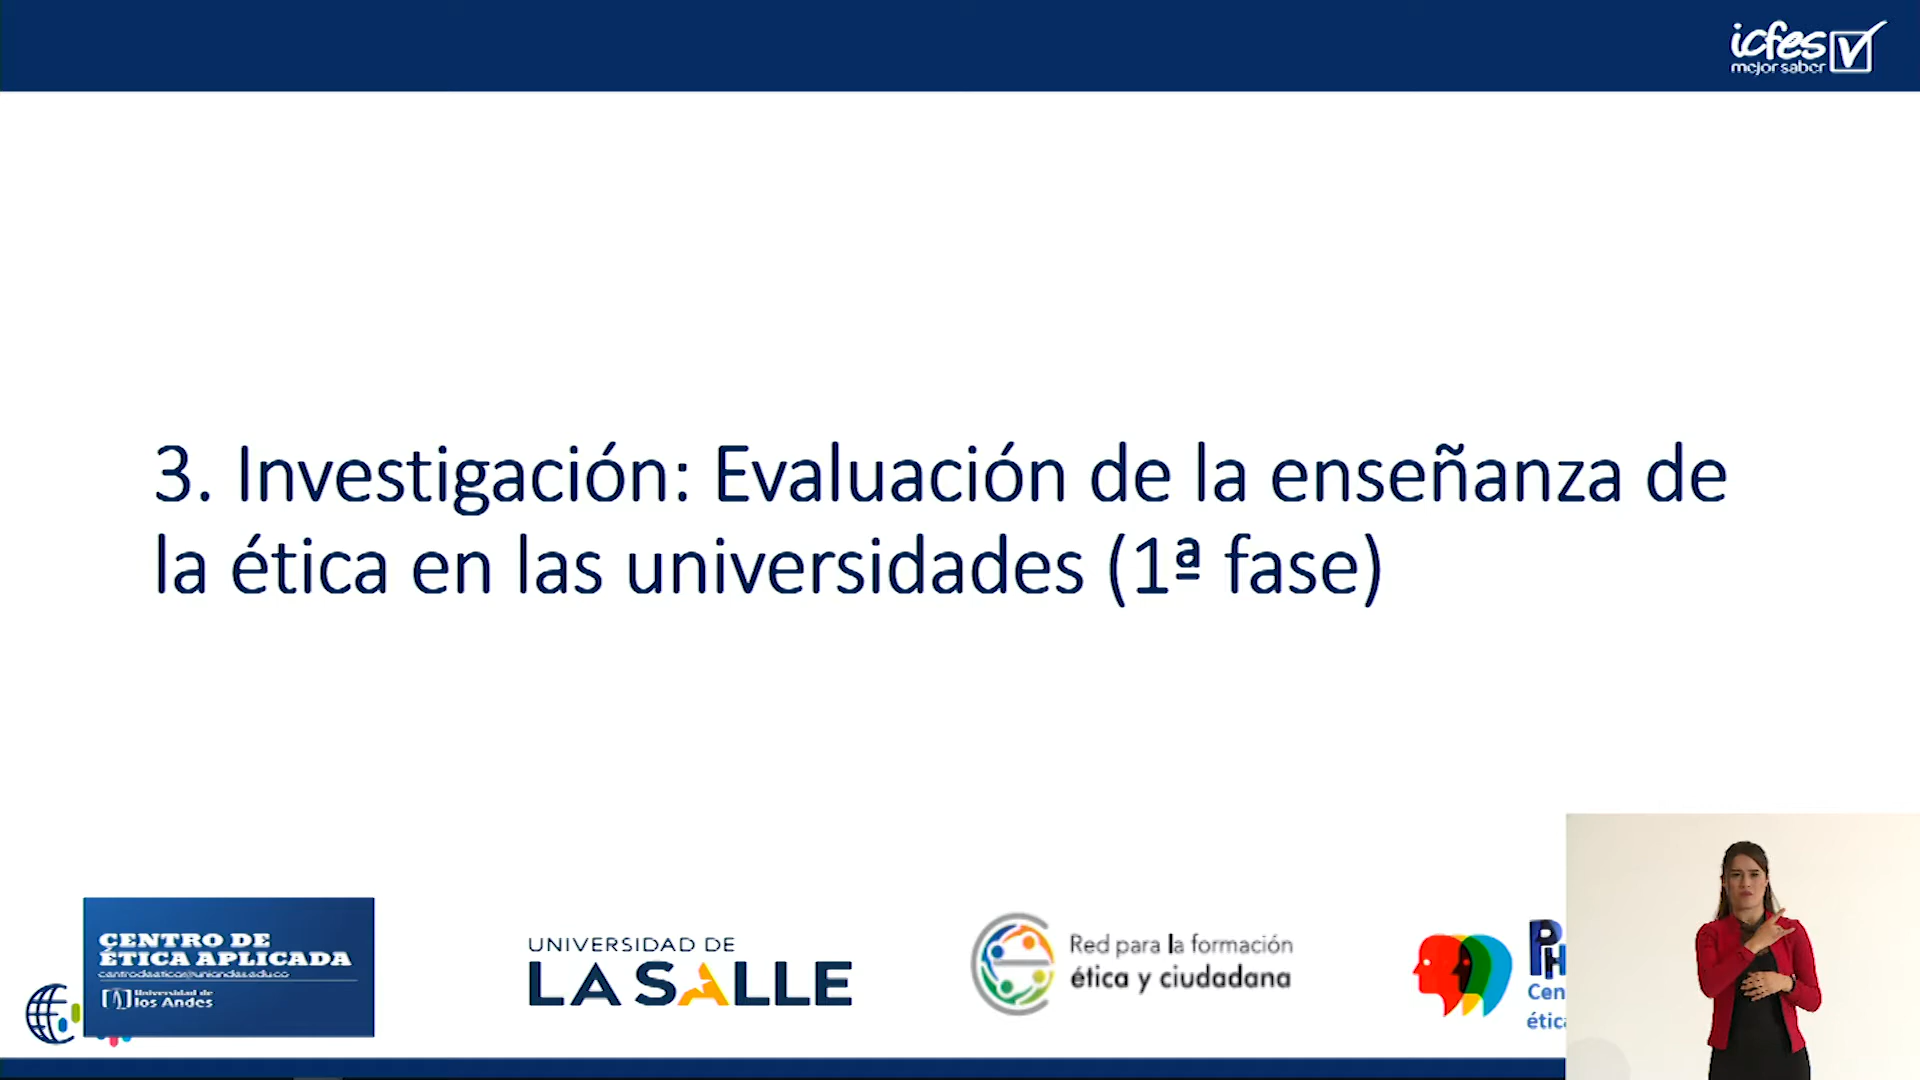 icfes
mejor saber
3. Investigación: Evaluación de la enseñanza de
la ética en las universidades (1ª fase)
CENTRO DE
ÉTICA APLICADA
Universidad de
los Andes
UNIVERSIDAD DE
LA SALLE
Red para la formación
ética y ciudadana